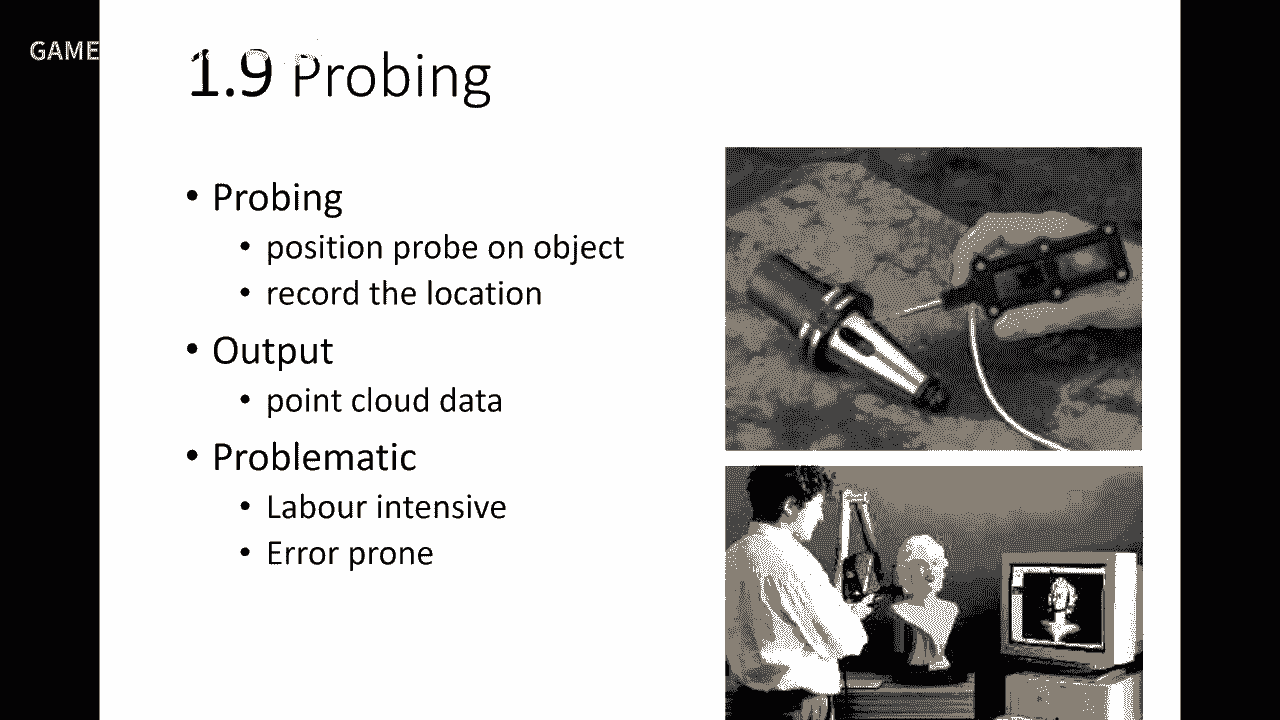 GAME
1.9 Probing
• Probing
• position probe on object
• record the location
• Output
• point cloud data
• Problematic
• Labour intensive
• Error prone